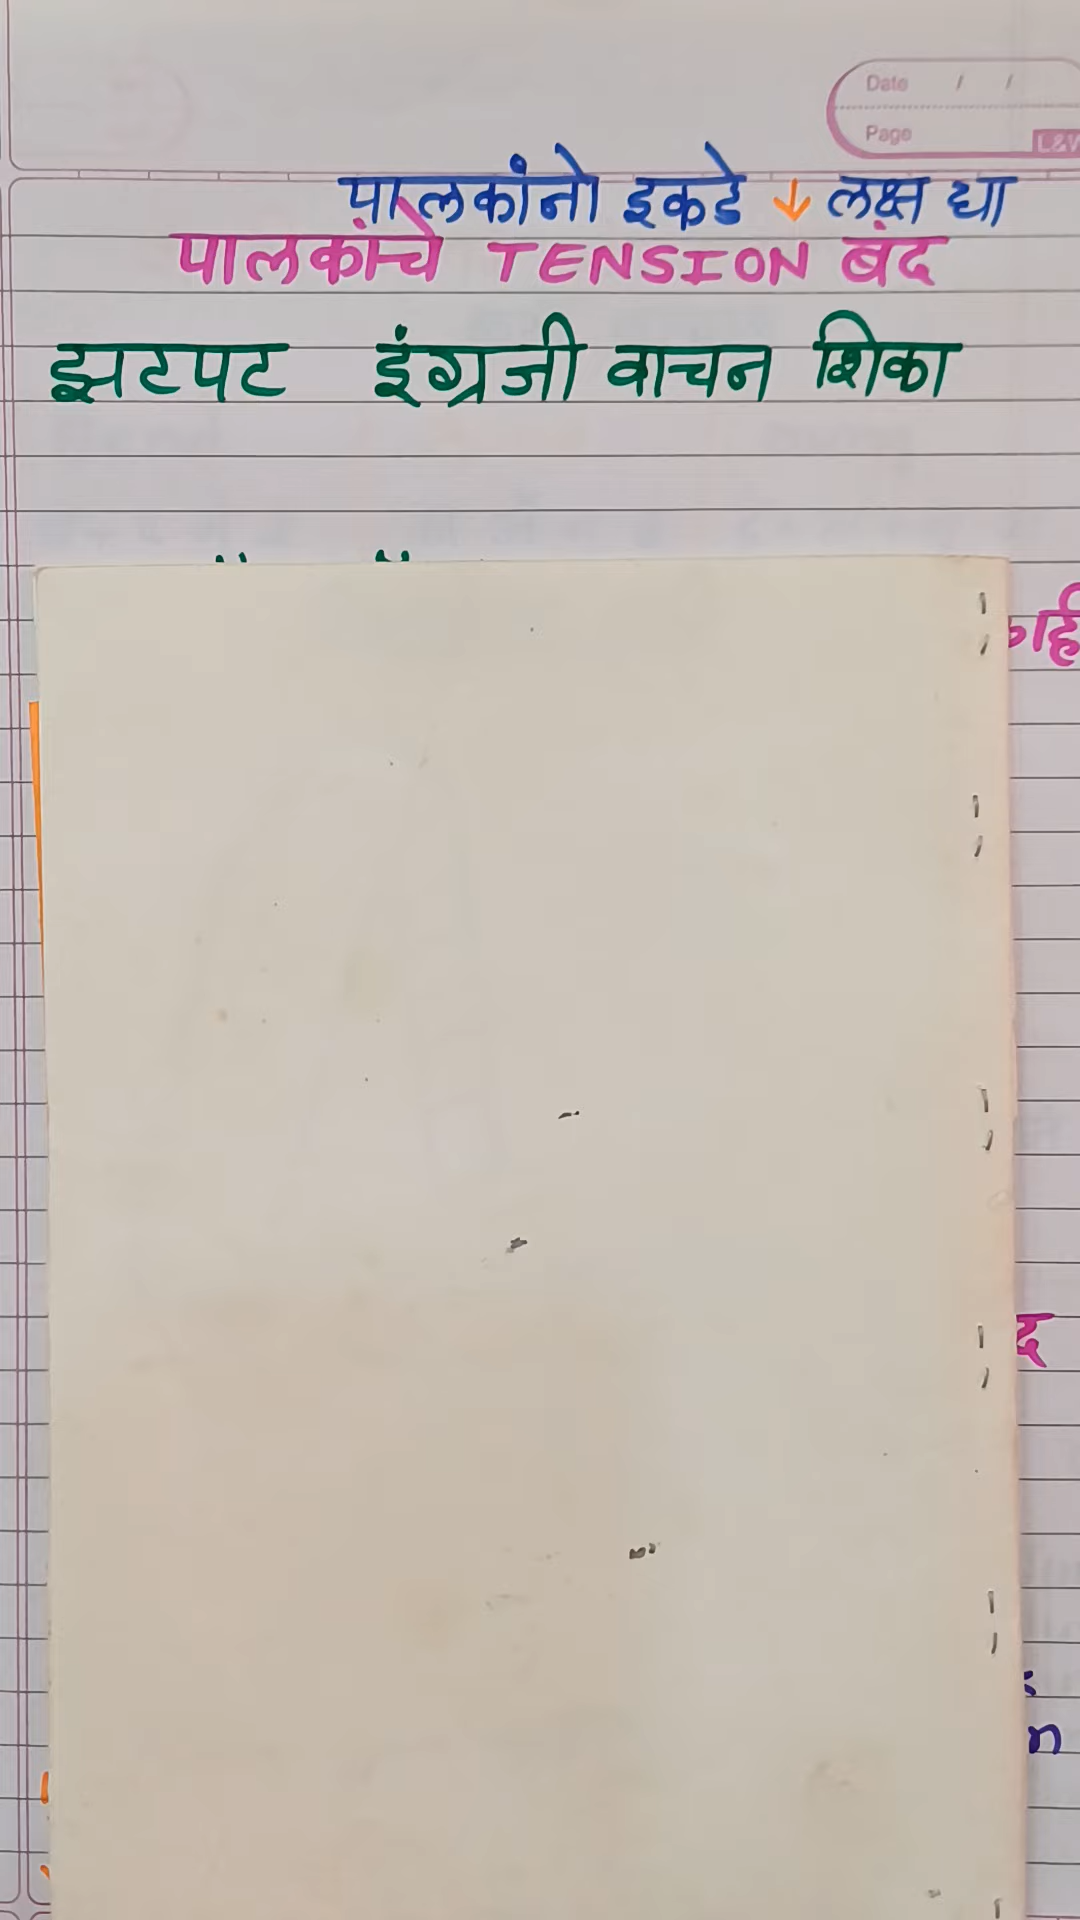 Date / /
Page
L&W
पालकांनो इकडे ↓ लक्ष द्या
पालकांचे TENSION बंद
झटपट इंग्रजी वाचन शिका
द
n